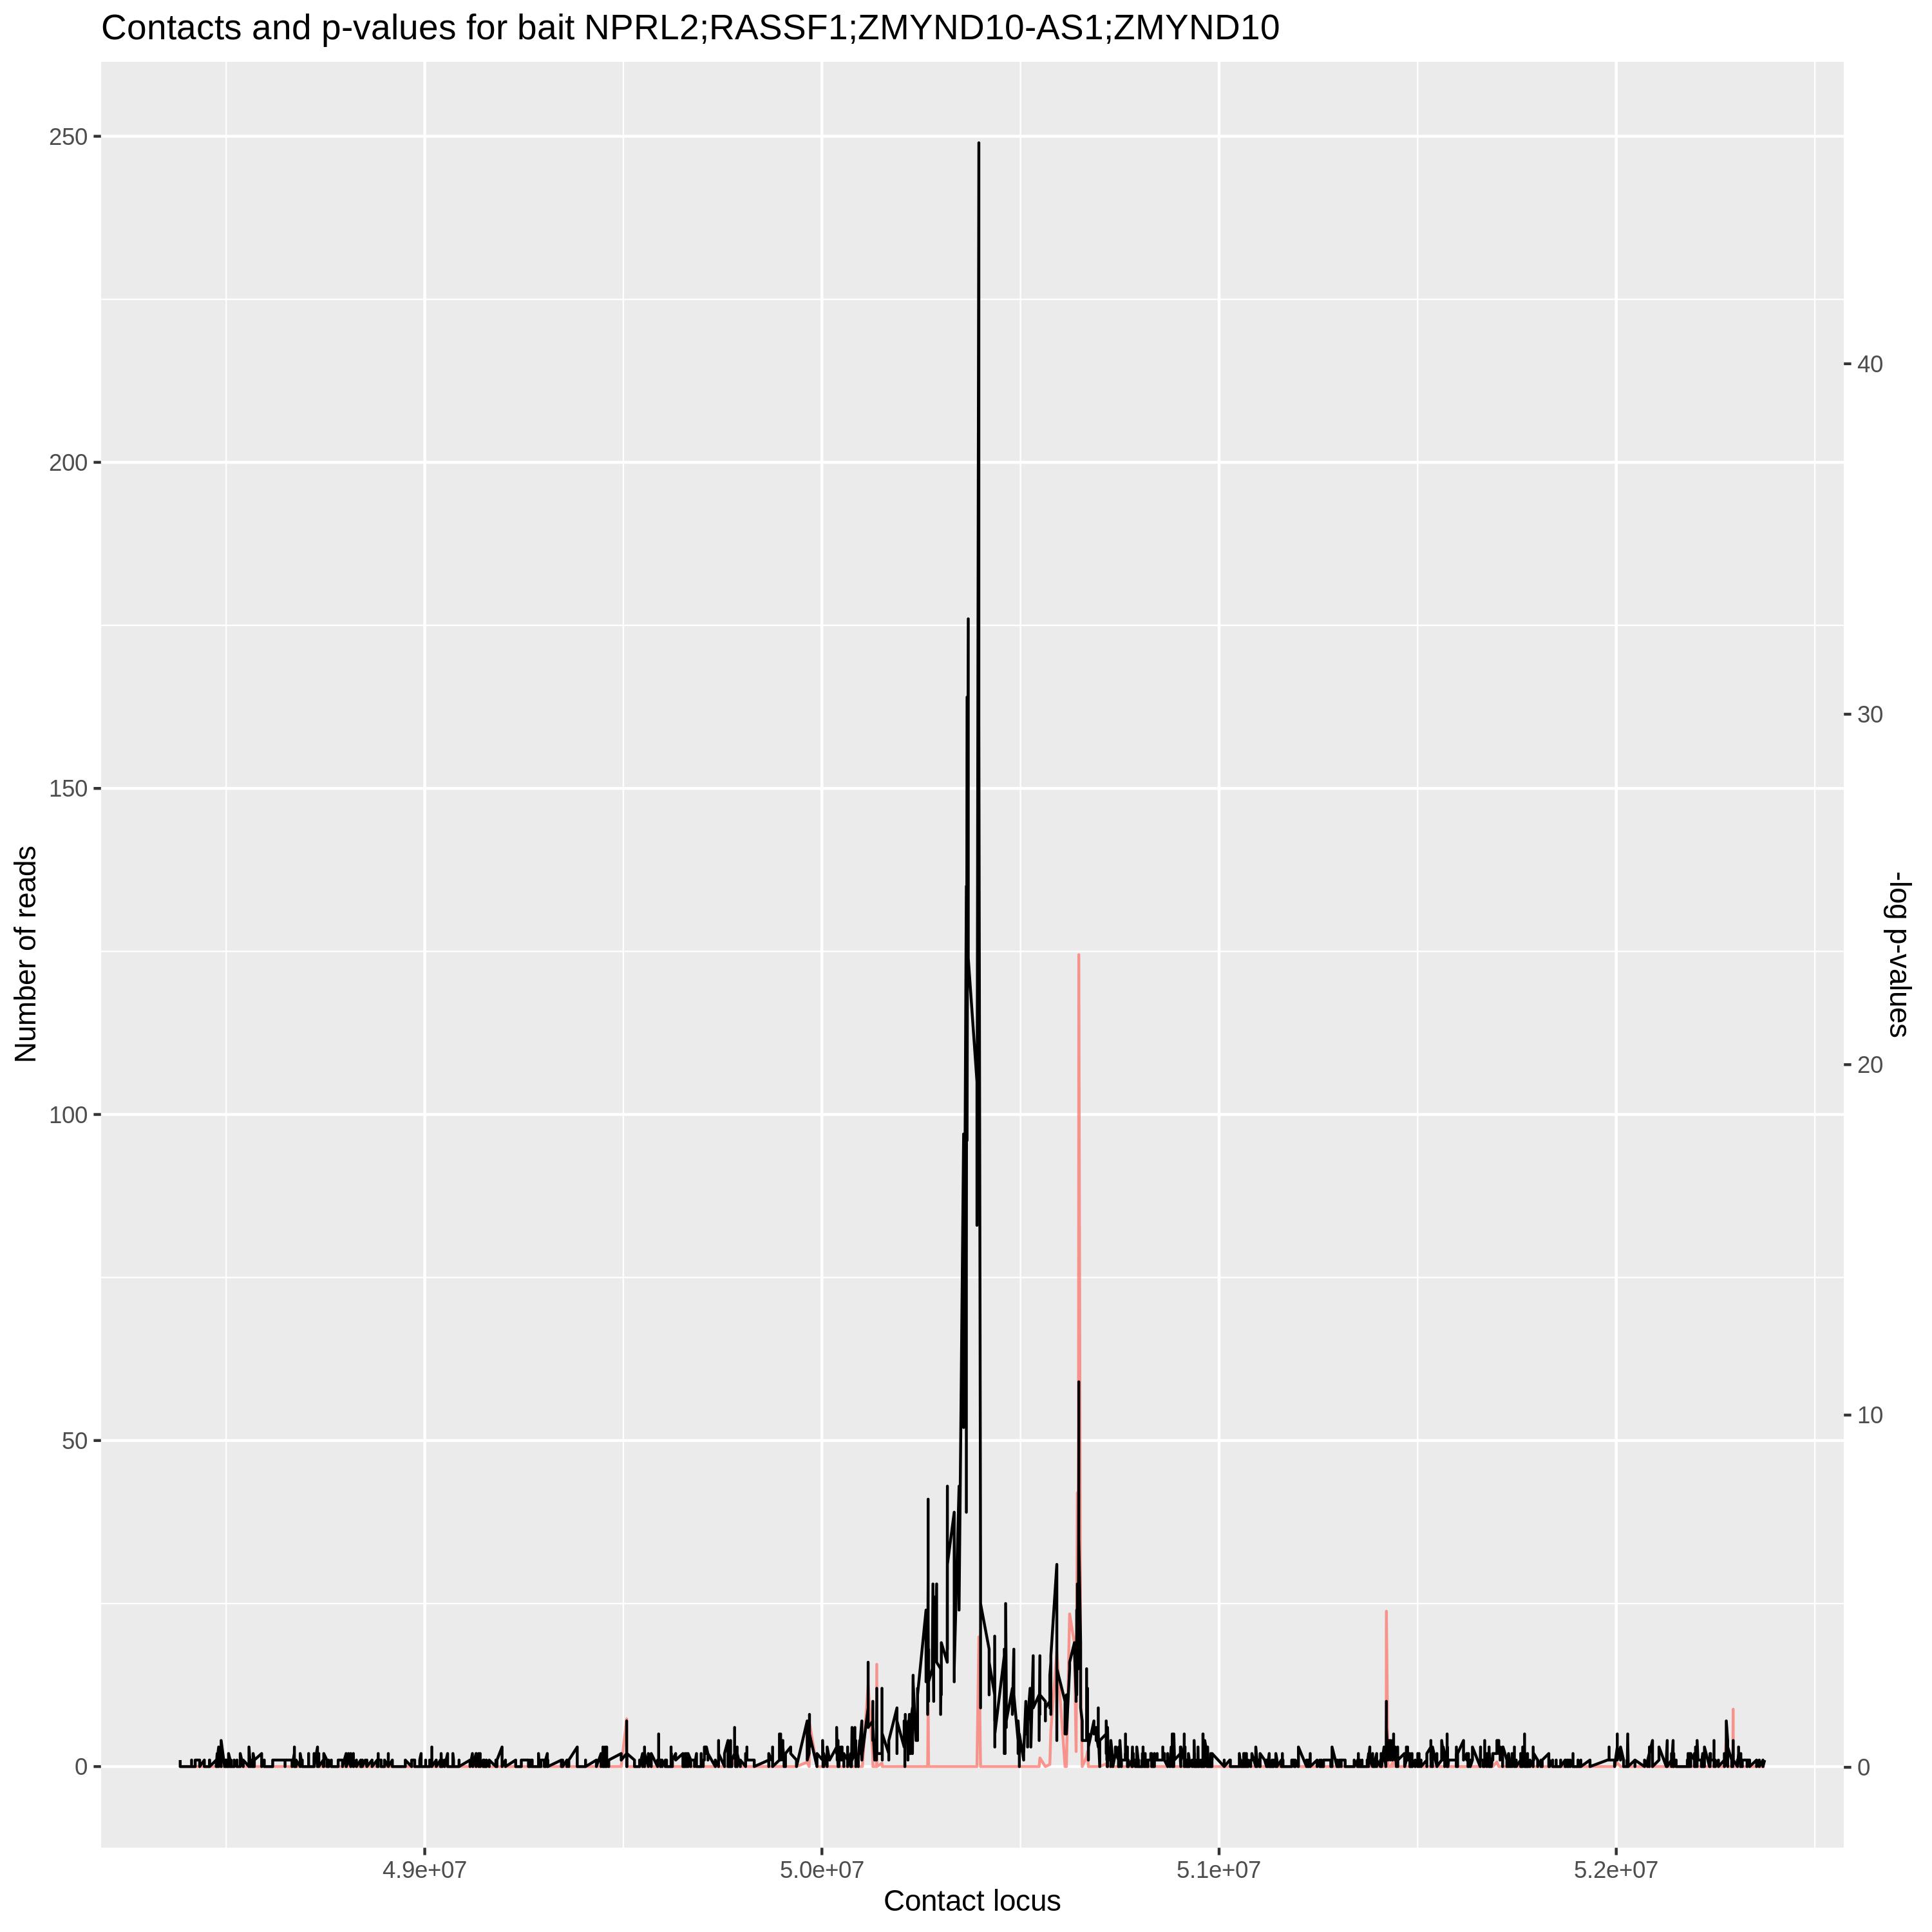 Contacts and p-values for bait NPRL2;RASSF1;ZMYND10-AS1;ZMYND10
250
200
150
100
50
0
Number of reads
40
30
20
10
0
-log p-values
4.9e+07
5.0e+07
5.1e+07
5.2e+07
Contact locus